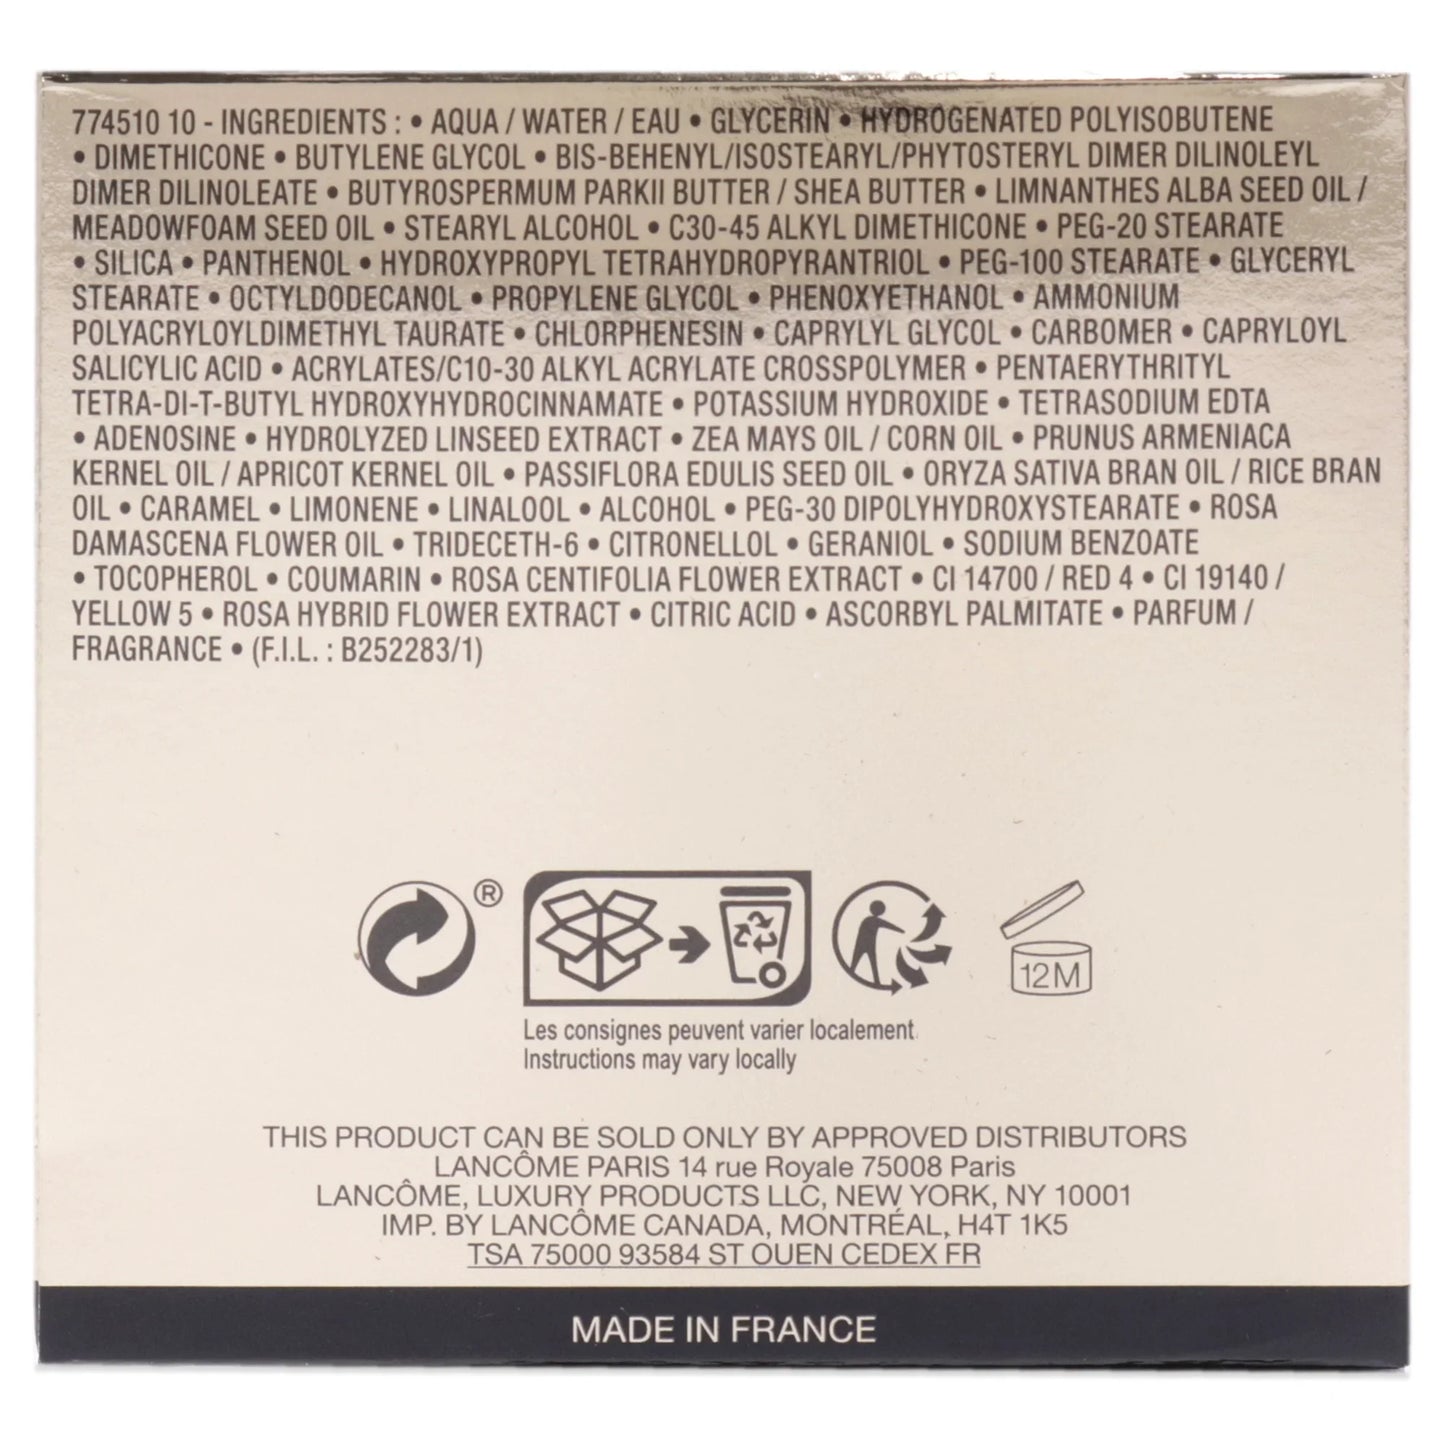 774510 10 - INGREDIENTS : • AQUA / WATER / EAU • GLYCERIN • HYDROGENATED POLYISOBUTENE
• DIMETHICONE • BUTYLENE GLYCOL • BIS-BEHENYL/ISOSTEARYL/PHYTOSTERYL DIMER DILINOLEYL
DIMER DILINOLEATE • BUTYROSPERMUM PARKII BUTTER / SHEA BUTTER • LIMNANTHES ALBA SEED OIL /
MEADOWFOAM SEED OIL • STEARYL ALCOHOL • C30-45 ALKYL DIMETHICONE • PEG-20 STEARATE
• SILICA • PANTHENOL • HYDROXYPROPYL TETRAHYDROPYRANTRIOL • PEG-100 STEARATE • GLYCERYL
STEARATE • OCTYLDODECANOL • PROPYLENE GLYCOL • PHENOXYETHANOL • AMMONIUM
POLYACRYLOYLDIMETHYL TAURATE • CHLORPHENESIN • CAPRYLYL GLYCOL • CARBOMER • CAPRYLOYL
SALICYLIC ACID • ACRYLATES/C10-30 ALKYL ACRYLATE CROSSPOLYMER • PENTAERYTHRITYL
TETRA-DI-T-BUTYL HYDROXYHYDROCINNAMATE • POTASSIUM HYDROXIDE • TETRASODIUM EDTA
• ADENOSINE • HYDROLYZED LINSEED EXTRACT • ZEA MAYS OIL / CORN OIL • PRUNUS ARMENIACA
KERNEL OIL / APRICOT KERNEL OIL • PASSIFLORA EDULIS SEED OIL • ORYZA SATIVA BRAN OIL / RICE BRAN
OIL • CARAMEL • LIMONENE • LINALOOL • ALCOHOL • PEG-30 DIPOLYHYDROXYSTEARATE • ROSA
DAMASCENA FLOWER OIL • TRIDECETH-6 • CITRONELLOL • GERANIOL • SODIUM BENZOATE
• TOCOPHEROL • COUMARIN • ROSA CENTIFOLIA FLOWER EXTRACT • CI 14700 / RED 4 • CI 19140 /
YELLOW 5 • ROSA HYBRID FLOWER EXTRACT • CITRIC ACID • ASCORBYL PALMITATE • PARFUM /
FRAGRANCE • (F.I.L. : B252283/1)
®
12M
Les consignes peuvent varier localement
Instructions may vary locally
THIS PRODUCT CAN BE SOLD ONLY BY APPROVED DISTRIBUTORS
LANCÔME PARIS 14 rue Royale 75008 Paris
LANCÔME, LUXURY PRODUCTS LLC, NEW YORK, NY 10001
IMP. BY LANCÔME CANADA, MONTRÉAL, H4T 1K5
TSA 75000 93584 ST OUEN CEDEX FR
MADE IN FRANCE